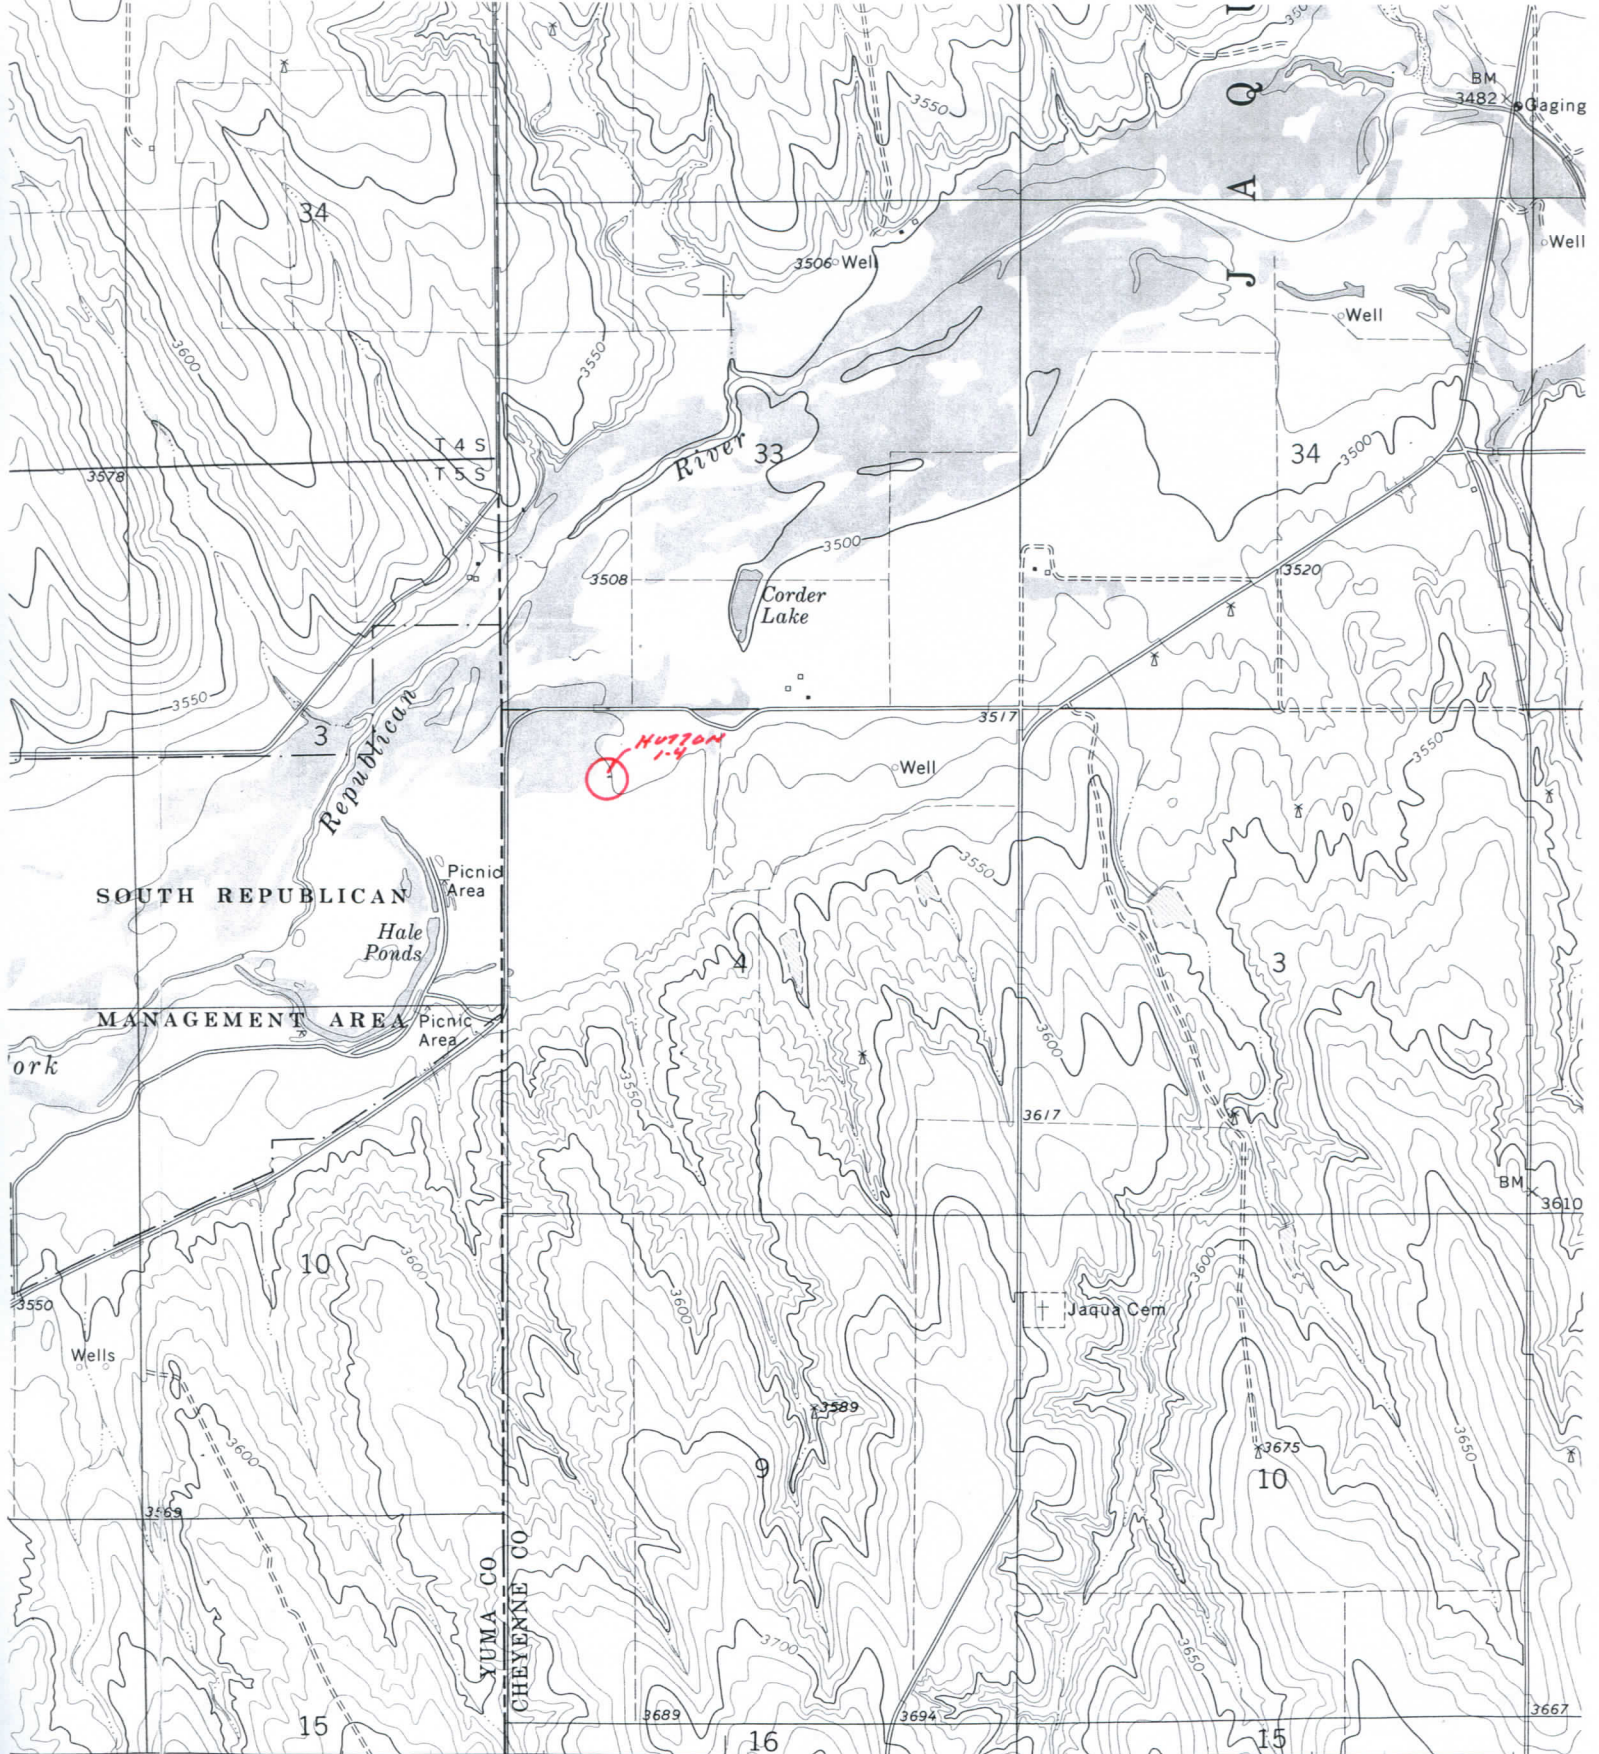 BM
3482
Gaging
3550
J A Q U
34
Well
3506 Well
Well
3600
3550
T 4 S
T 5 S
3578
River
33
34
3500
3500
3508
Corder
Lake
3520
3550
3
Republican
3517
HUTTON
1-4
Well
3550
3550
SOUTH REPUBLICAN
Picnic
Area
Hale
Ponds
4
3
MANAGEMENT AREA
Picnic
Area
ork
3600
3550
3617
BM
3610
10
3600
3600
3600
3550
Jaqua Cem
Wells
3589
3600
3675
3650
9
10
3569
YUMA CO
CHEYENNE CO
3700
3650
15
3689
3694
3667
16
15